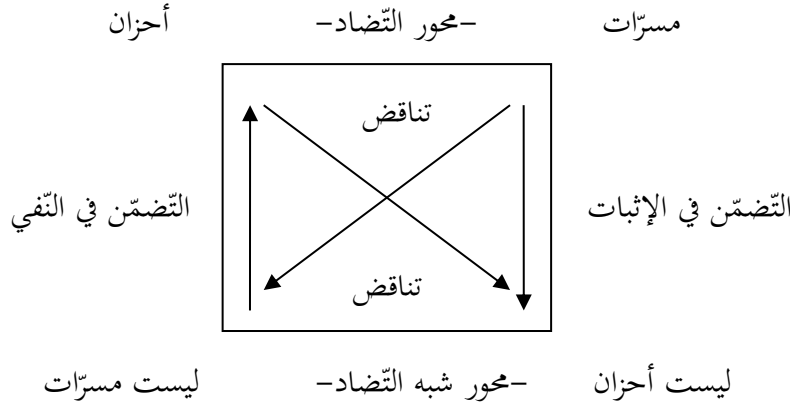 مسرّات –محور التّضاد– أحزان
تناقض
التّضمّن في الإثبات التّضمّن في النّفي
تناقض
ليست أحزان –محور شبه التّضاد– ليست مسرّات